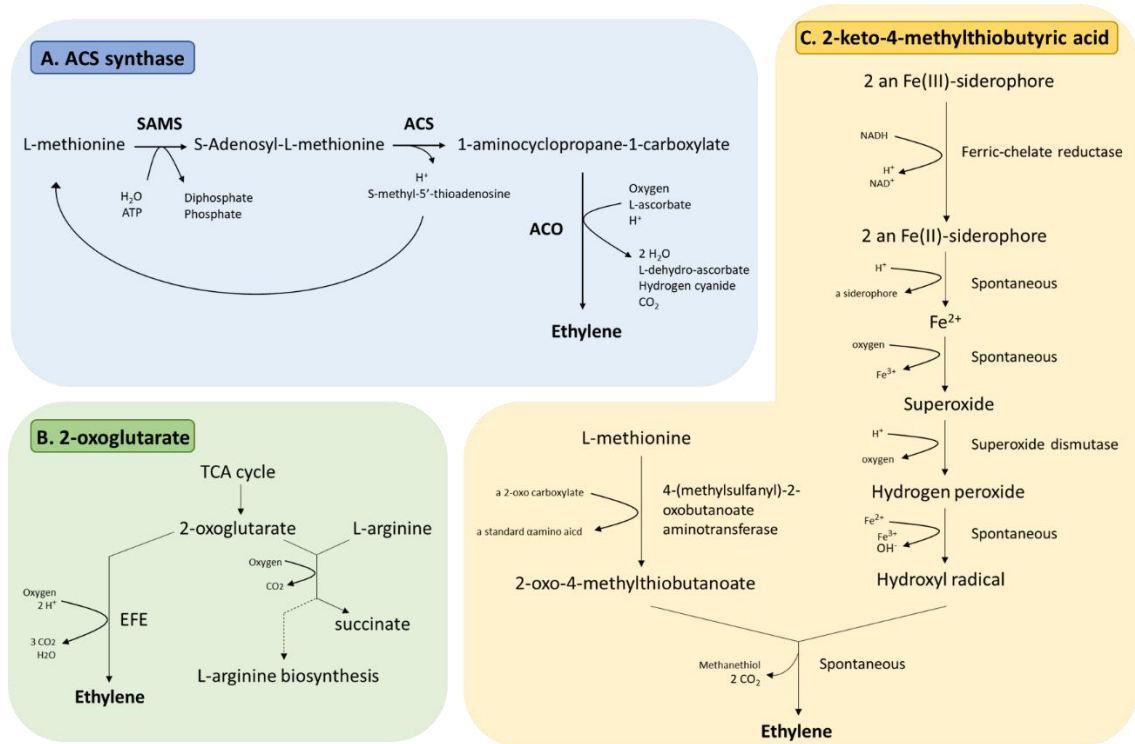 A. ACS synthase
L-methionine
SAMS
S-Adenosyl-L-methionine
ACS
1-aminocyclopropane-1-carboxylate
H₂O
ATP
Diphosphate
Phosphate
H⁺
S-methyl-5’-thioadenosine
ACO
Oxygen
L-ascorbate
H⁺
2 H₂O
L-dehydro-ascorbate
Hydrogen cyanide
CO₂
Ethylene
B. 2-oxoglutarate
TCA cycle
2-oxoglutarate
L-arginine
Oxygen
CO₂
Oxygen
2 H⁺
EFE
3 CO₂
H₂O
succinate
L-arginine biosynthesis
Ethylene
C. 2-keto-4-methylthiobutyric acid
2 an Fe(III)-siderophore
NADH
H⁺
NAD⁺
Ferric-chelate reductase
2 an Fe(II)-siderophore
H⁺
a siderophore
Spontaneous
Fe²⁺
oxygen
Fe³⁺
Spontaneous
Superoxide
H⁺
oxygen
Superoxide dismutase
Hydrogen peroxide
Fe²⁺
Fe³⁺
OH⁻
Spontaneous
Hydroxyl radical
L-methionine
a 2-oxo carboxylate
a standard αamino aicd
4-(methylsulfanyl)-2-
oxobutanoate
aminotransferase
2-oxo-4-methylthiobutanoate
Methanethiol
2 CO₂
Spontaneous
Ethylene